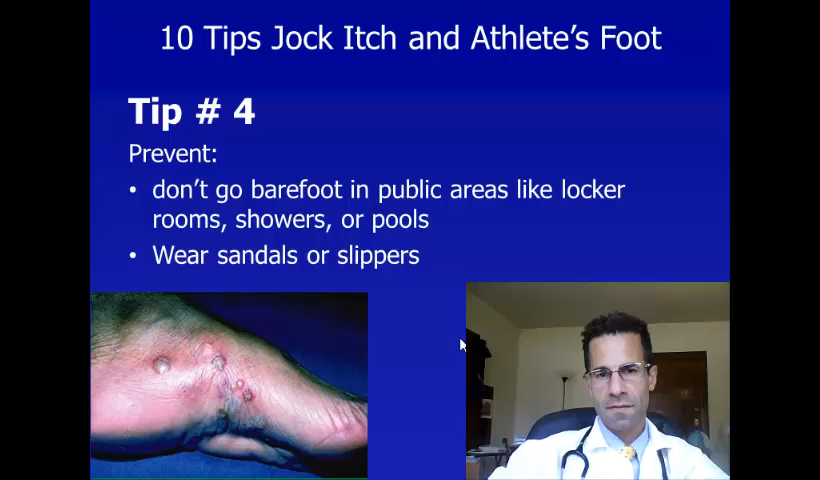 10 Tips Jock Itch and Athlete’s Foot
Tip # 4
Prevent:
• don’t go barefoot in public areas like locker
rooms, showers, or pools
• Wear sandals or slippers